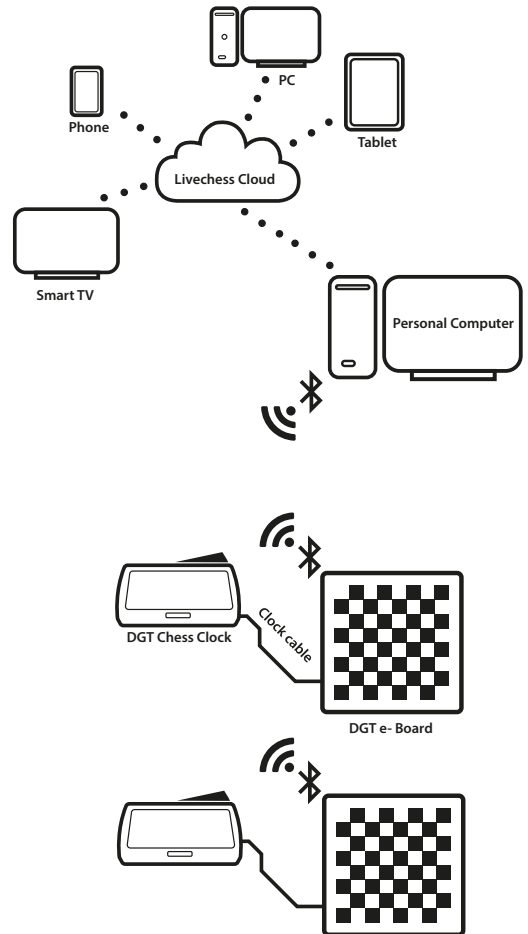 PC
Phone
Tablet
Livechess Cloud
Smart TV
Personal Computer
Clock cable
DGT Chess Clock
DGT e- Board